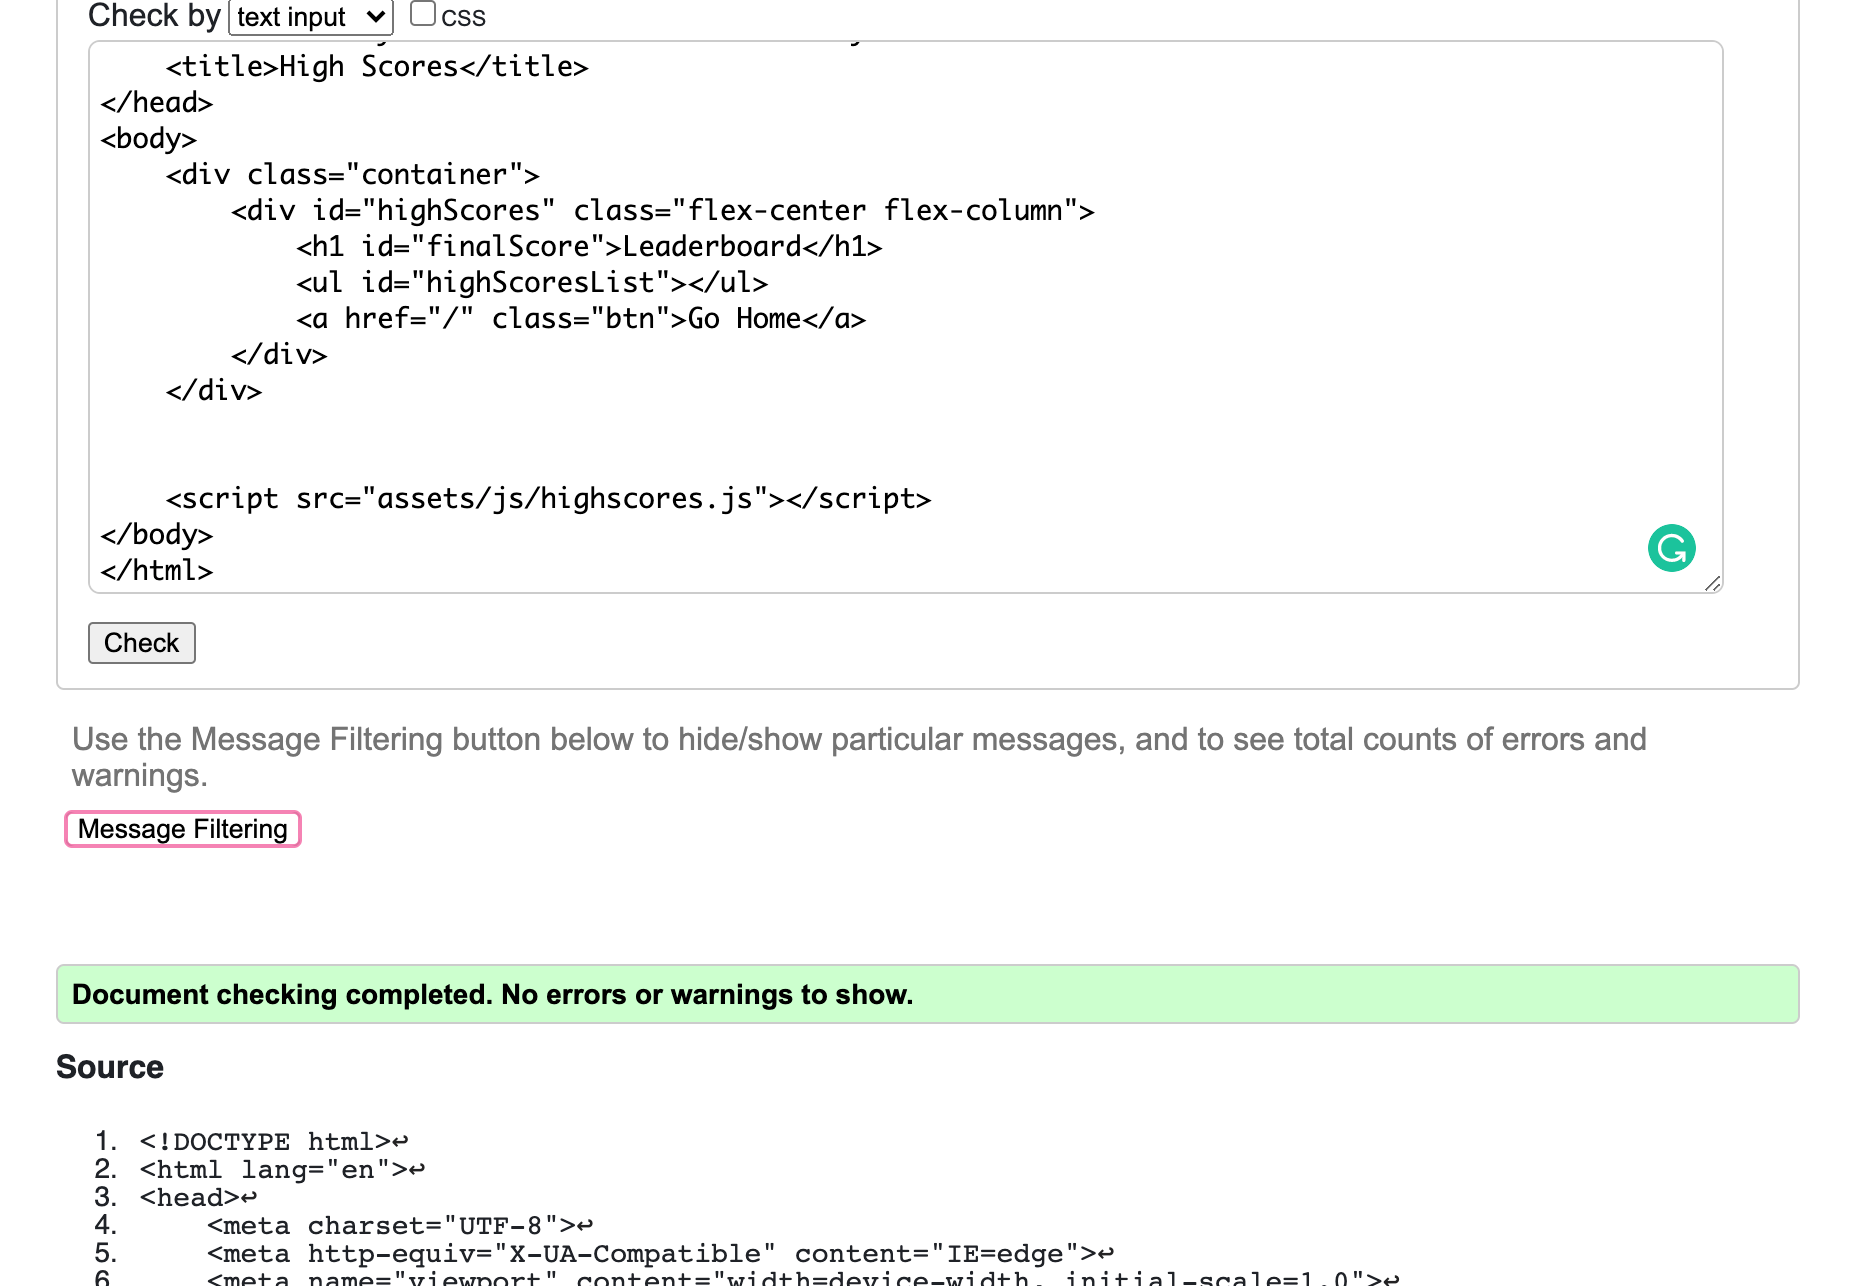 Check by text input css
    <title>High Scores</title>
</head>
<body>
    <div class="container">
        <div id="highScores" class="flex-center flex-column">
            <h1 id="finalScore">Leaderboard</h1>
            <ul id="highScoresList"></ul>
            <a href="/" class="btn">Go Home</a>
        </div>
    </div>
    <script src="assets/js/highscores.js"></script>
</body>
</html>
Check
Use the Message Filtering button below to hide/show particular messages, and to see total counts of errors and
warnings.
Message Filtering
Document checking completed. No errors or warnings to show.
Source
1. <!DOCTYPE html>↩
2. <html lang="en">↩
3. <head>↩
4.     <meta charset="UTF-8">↩
5.     <meta http-equiv="X-UA-Compatible" content="IE=edge">↩
6.     <meta name="viewport" content="width=device-width, initial-scale=1.0">↩